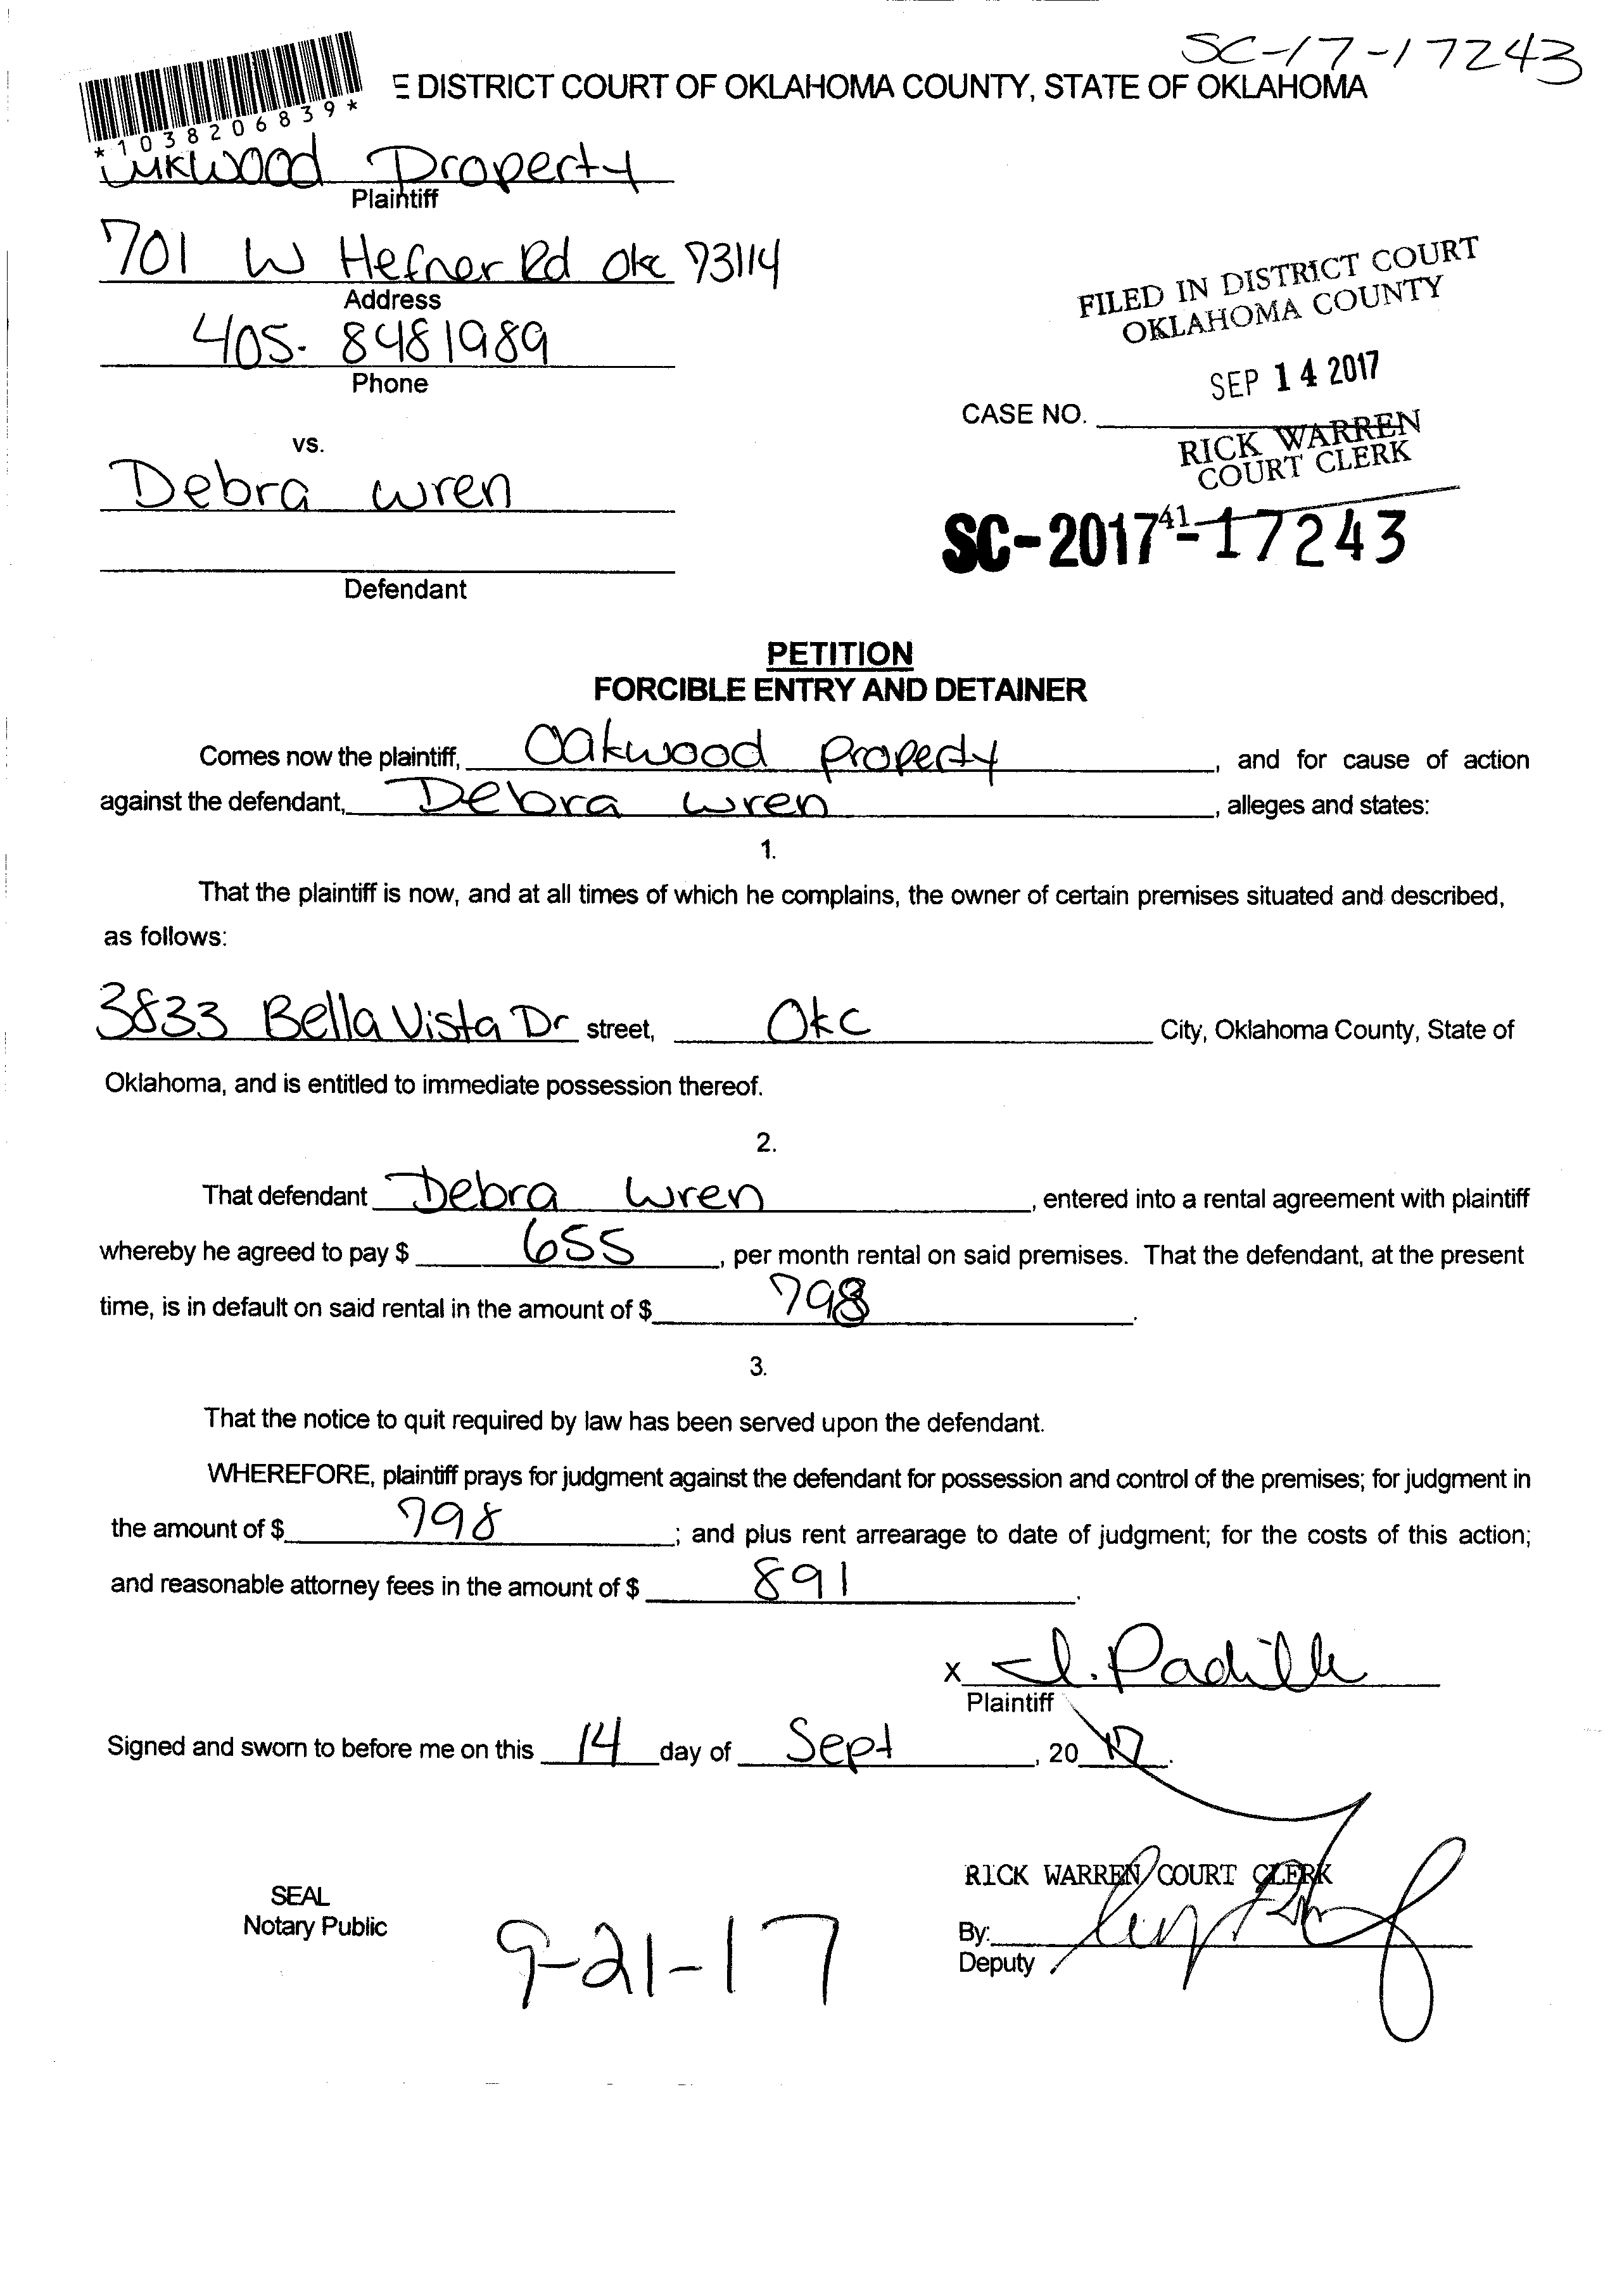 SC-17-17243
E DISTRICT COURT OF OKLAHOMA COUNTY, STATE OF OKLAHOMA
*1038206839*
Property
Plaintiff
701 W Hefner Rd Okc 73114
Address
405. 8481989
Phone
FILED IN DISTRICT COURT
OKLAHOMA COUNTY
SEP 14 2017
CASE NO.
RICK WARREN
COURT CLERK
vs.
Debra Wren
41
SC-2017-17243
Defendant
PETITION
FORCIBLE ENTRY AND DETAINER
Comes now the plaintiff, Oakwood Property, and for cause of action
against the defendant, Debra Wren, alleges and states:
1.
That the plaintiff is now, and at all times of which he complains, the owner of certain premises situated and described,
as follows:
3833 Bella Vista Dr street, Okc City, Oklahoma County, State of
Oklahoma, and is entitled to immediate possession thereof.
2.
That defendant Debra Wren, entered into a rental agreement with plaintiff
whereby he agreed to pay $ 655, per month rental on said premises. That the defendant, at the present
time, is in default on said rental in the amount of $ 798.
3.
That the notice to quit required by law has been served upon the defendant.
WHEREFORE, plaintiff prays for judgment against the defendant for possession and control of the premises; for judgment in
the amount of $ 798; and plus rent arrearage to date of judgment; for the costs of this action;
and reasonable attorney fees in the amount of $ 891.
x J. Padilla
Plaintiff
Signed and sworn to before me on this 14 day of Sept, 20 17.
RICK WARREN COURT CLERK
SEAL
Notary Public
9-21-17
By:
Deputy